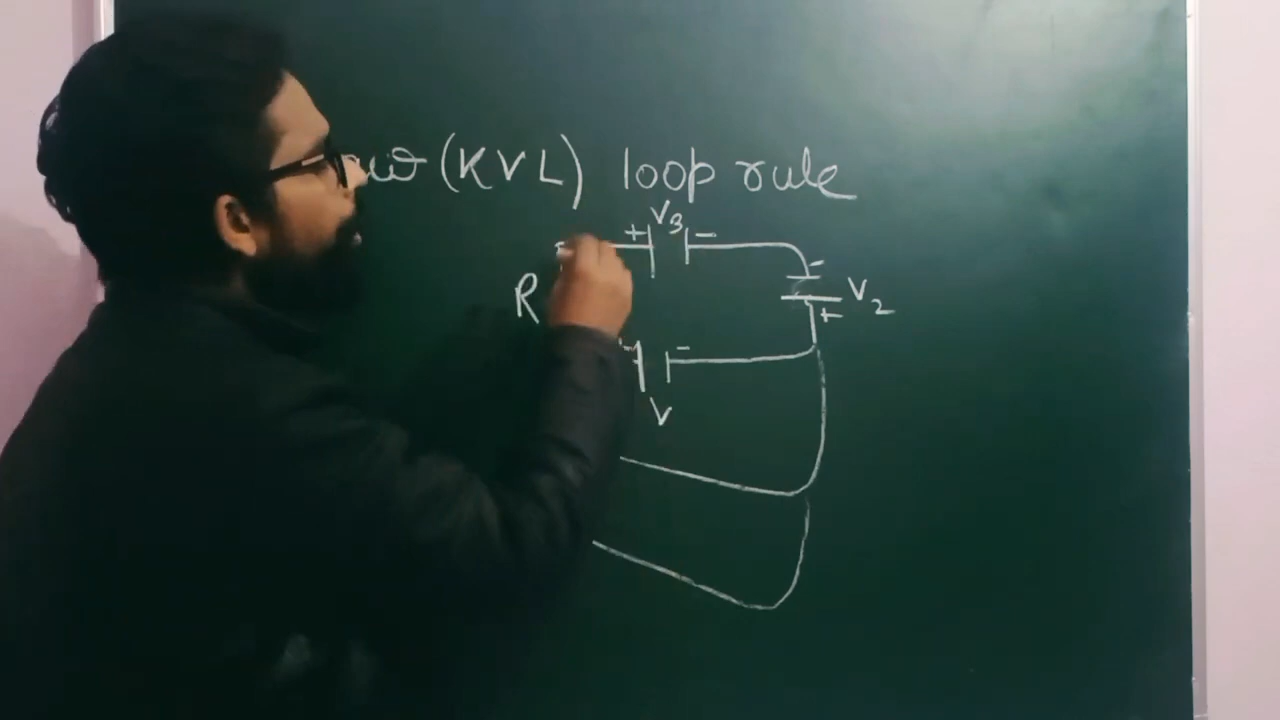 (KVL) loop rule
V3
+ -
-
R V2
+
-
V